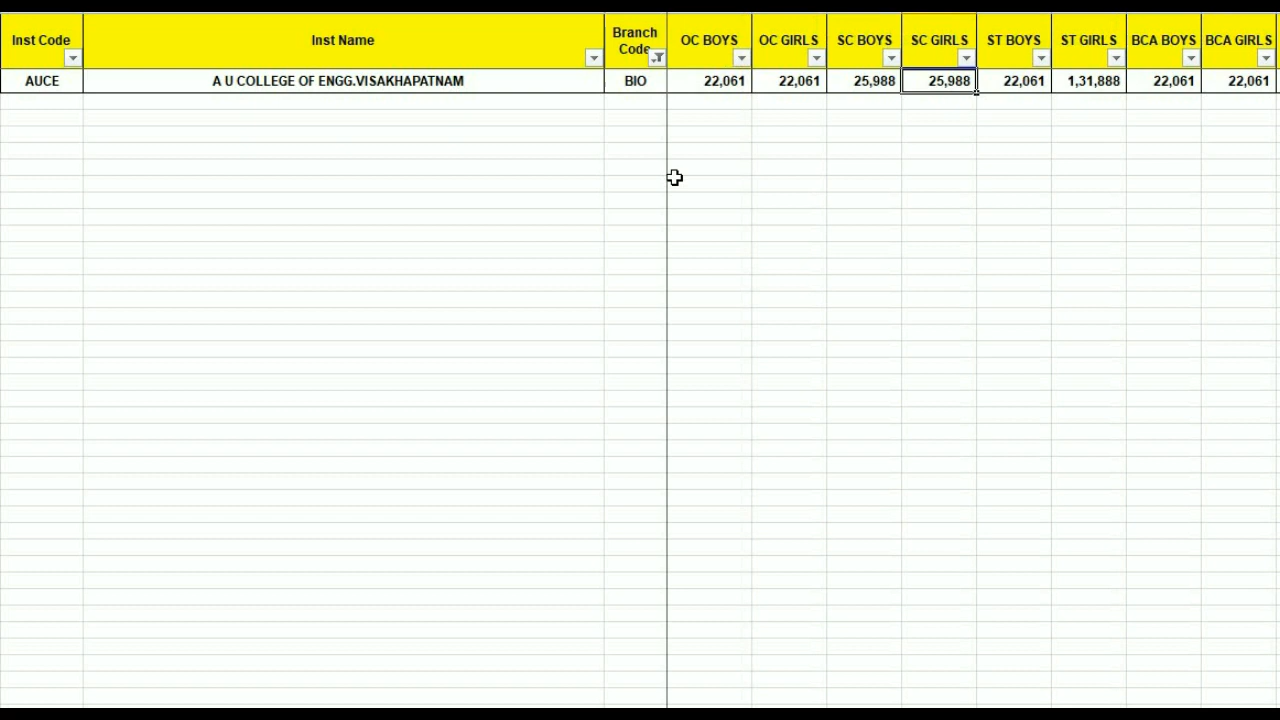 Inst Code Inst Name Branch Code OC BOYS OC GIRLS SC BOYS SC GIRLS ST BOYS ST GIRLS BCA BOYS BCA GIRLS
AUCE A U COLLEGE OF ENGG.VISAKHAPATNAM BIO 22,061 22,061 25,988 25,988 22,061 1,31,888 22,061 22,061